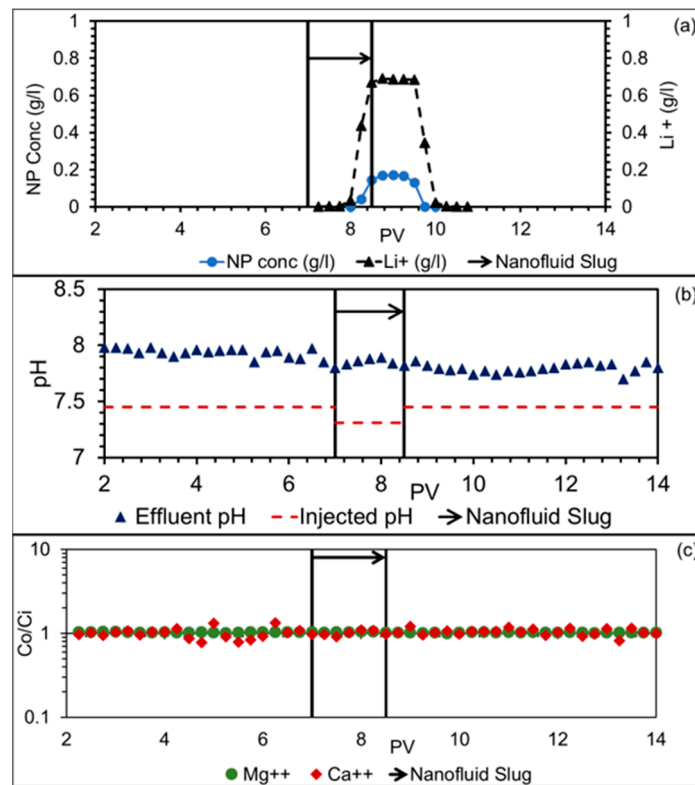 (a)
1
0.8
0.6
0.4
0.2
0
NP Conc (g/l)
1
0.8
0.6
0.4
0.2
0
Li + (g/l)
2 4 6 8 10 12 14
PV
NP conc (g/l) Li+ (g/l) Nanofluid Slug
(b)
8.5
8
7.5
7
pH
2 4 6 8 10 12 14
PV
Effluent pH Injected pH Nanofluid Slug
(c)
10
1
0.1
Co/Ci
2 4 6 8 10 12 14
PV
Mg++ Ca++ Nanofluid Slug